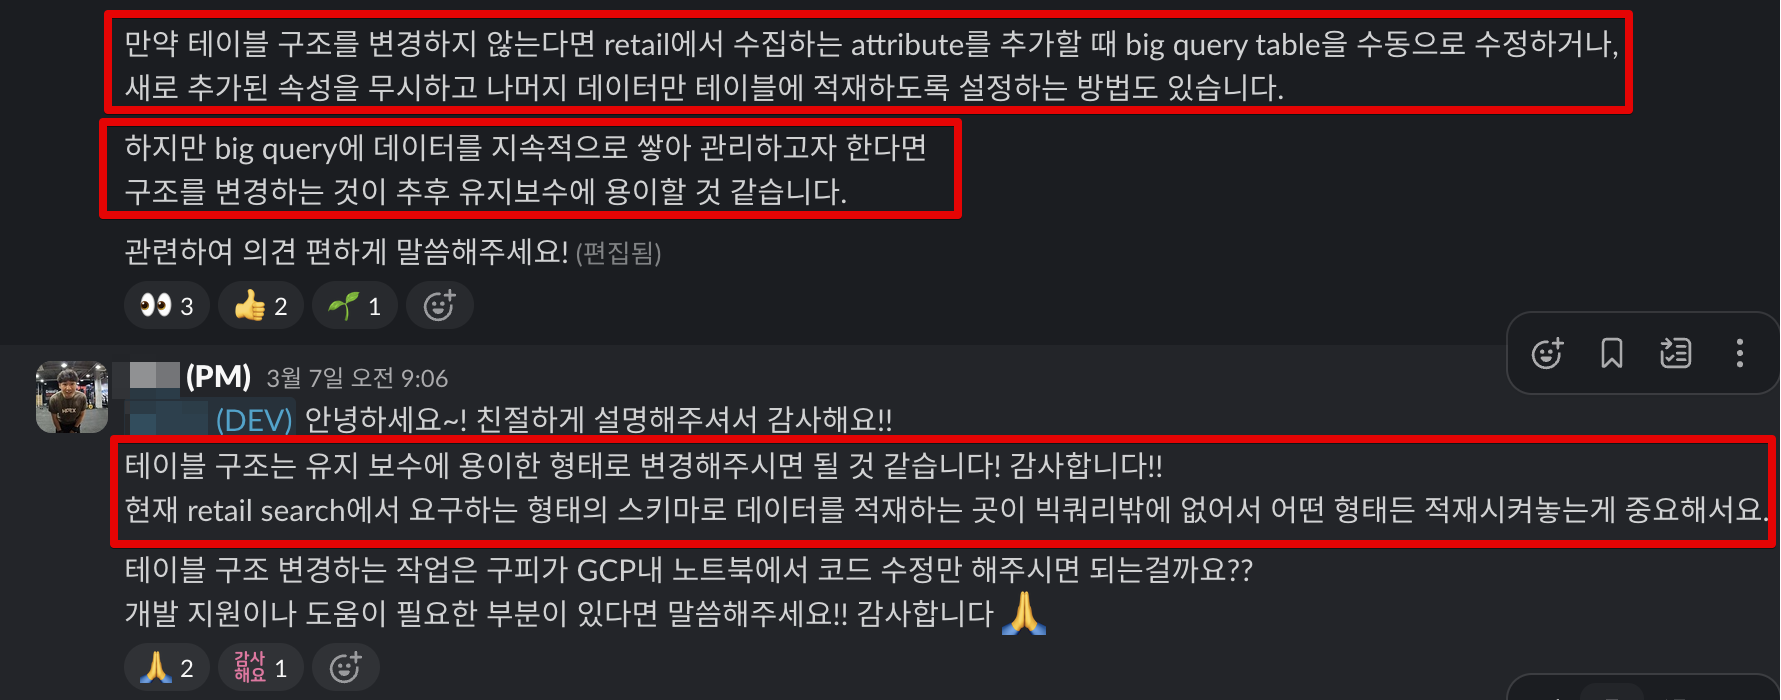 만약 테이블 구조를 변경하지 않는다면 retail에서 수집하는 attribute를 추가할 때 big query table을 수동으로 수정하거나,
새로 추가된 속성을 무시하고 나머지 데이터만 테이블에 적재하도록 설정하는 방법도 있습니다.
하지만 big query에 데이터를 지속적으로 쌓아 관리하고자 한다면
구조를 변경하는 것이 추후 유지보수에 용이할 것 같습니다.
관련하여 의견 편하게 말씀해주세요! (편집됨)
3 2 1
(PM) 3월 7일 오전 9:06
(DEV) 안녕하세요~! 친절하게 설명해주셔서 감사해요!!
테이블 구조는 유지 보수에 용이한 형태로 변경해주시면 될 것 같습니다! 감사합니다!!
현재 retail search에서 요구하는 형태의 스키마로 데이터를 적재하는 곳이 빅쿼리밖에 없어서 어떤 형태든 적재시켜놓는게 중요해서요.
테이블 구조 변경하는 작업은 구피가 GCP내 노트북에서 코드 수정만 해주시면 되는걸까요??
개발 지원이나 도움이 필요한 부분이 있다면 말씀해주세요!! 감사합니다
2 감사해요 1